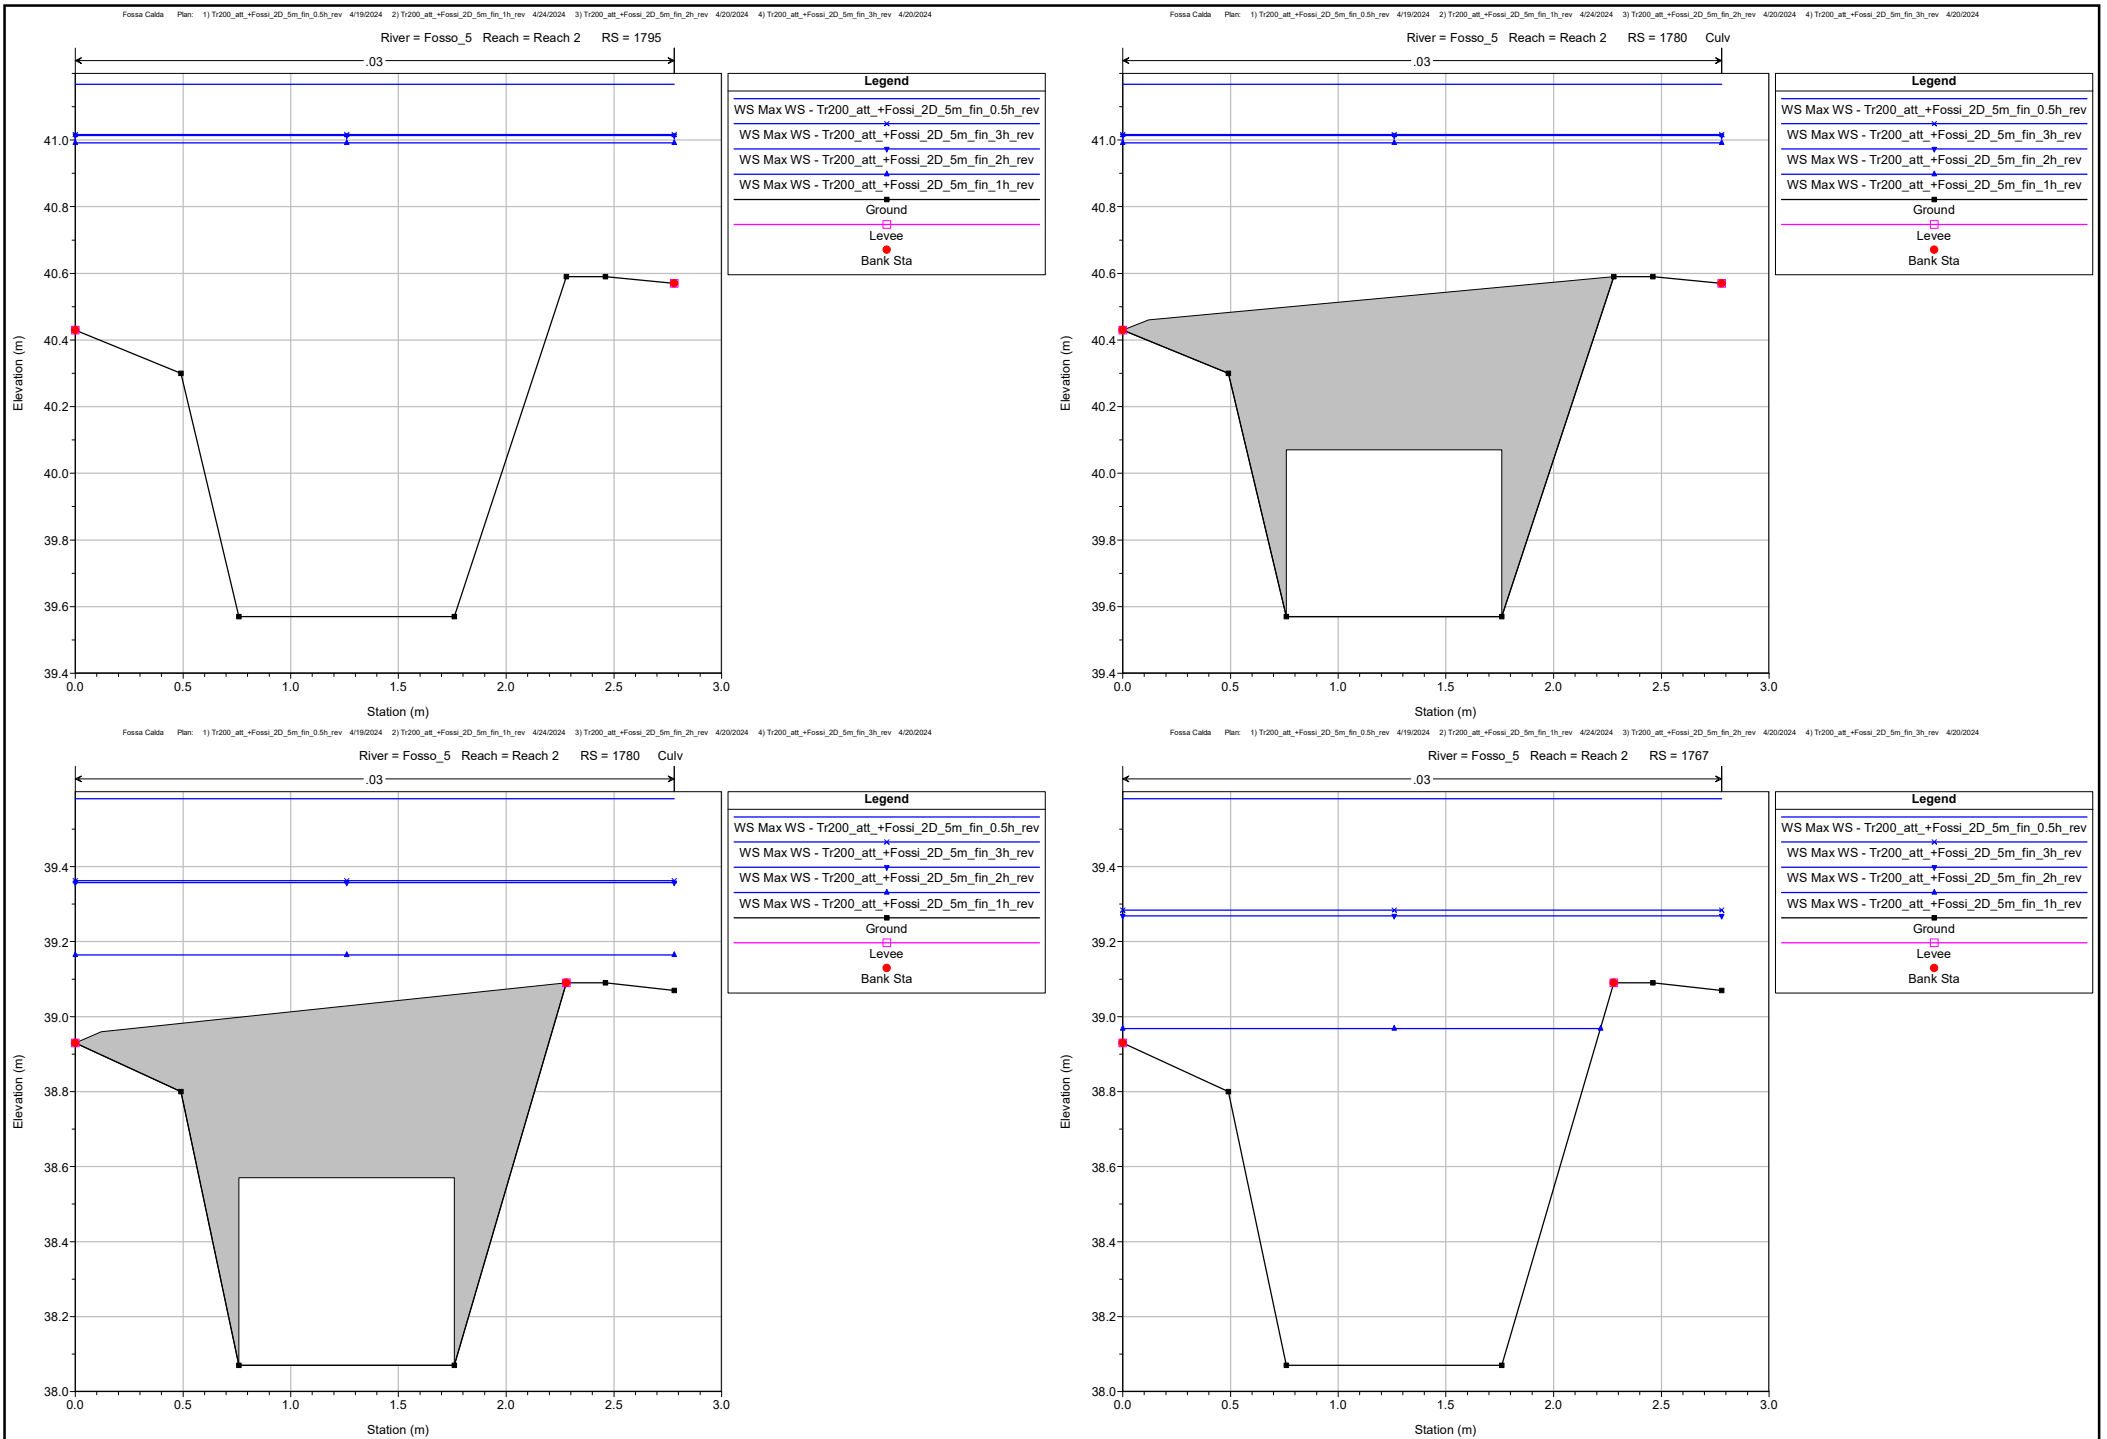 Fossa Calda Plan: 1) Tr200_att_+Fossi_2D_5m_fin_0.5h_rev 4/19/2024 2) Tr200_att_+Fossi_2D_5m_fin_1h_rev 4/24/2024 3) Tr200_att_+Fossi_2D_5m_fin_2h_rev 4/20/2024 4) Tr200_att_+Fossi_2D_5m_fin_3h_rev 4/20/2024
River = Fosso_5 Reach = Reach 2 RS = 1795
.03
Legend
WS Max WS - Tr200_att_+Fossi_2D_5m_fin_0.5h_rev
WS Max WS - Tr200_att_+Fossi_2D_5m_fin_3h_rev
WS Max WS - Tr200_att_+Fossi_2D_5m_fin_2h_rev
WS Max WS - Tr200_att_+Fossi_2D_5m_fin_1h_rev
Ground
Levee
Bank Sta
41.0
40.8
40.6
40.4
40.2
40.0
39.8
39.6
39.4
Elevation (m)
0.0 0.5 1.0 1.5 2.0 2.5 3.0
Station (m)
Fossa Calda Plan: 1) Tr200_att_+Fossi_2D_5m_fin_0.5h_rev 4/19/2024 2) Tr200_att_+Fossi_2D_5m_fin_1h_rev 4/24/2024 3) Tr200_att_+Fossi_2D_5m_fin_2h_rev 4/20/2024 4) Tr200_att_+Fossi_2D_5m_fin_3h_rev 4/20/2024
River = Fosso_5 Reach = Reach 2 RS = 1780 Culv
.03
Legend
WS Max WS - Tr200_att_+Fossi_2D_5m_fin_0.5h_rev
WS Max WS - Tr200_att_+Fossi_2D_5m_fin_3h_rev
WS Max WS - Tr200_att_+Fossi_2D_5m_fin_2h_rev
WS Max WS - Tr200_att_+Fossi_2D_5m_fin_1h_rev
Ground
Levee
Bank Sta
41.0
40.8
40.6
40.4
40.2
40.0
39.8
39.6
39.4
Elevation (m)
0.0 0.5 1.0 1.5 2.0 2.5 3.0
Station (m)
Fossa Calda Plan: 1) Tr200_att_+Fossi_2D_5m_fin_0.5h_rev 4/19/2024 2) Tr200_att_+Fossi_2D_5m_fin_1h_rev 4/24/2024 3) Tr200_att_+Fossi_2D_5m_fin_2h_rev 4/20/2024 4) Tr200_att_+Fossi_2D_5m_fin_3h_rev 4/20/2024
River = Fosso_5 Reach = Reach 2 RS = 1780 Culv
.03
Legend
WS Max WS - Tr200_att_+Fossi_2D_5m_fin_0.5h_rev
WS Max WS - Tr200_att_+Fossi_2D_5m_fin_3h_rev
WS Max WS - Tr200_att_+Fossi_2D_5m_fin_2h_rev
WS Max WS - Tr200_att_+Fossi_2D_5m_fin_1h_rev
Ground
Levee
Bank Sta
39.4
39.2
39.0
38.8
38.6
38.4
38.2
38.0
Elevation (m)
0.0 0.5 1.0 1.5 2.0 2.5 3.0
Station (m)
Fossa Calda Plan: 1) Tr200_att_+Fossi_2D_5m_fin_0.5h_rev 4/19/2024 2) Tr200_att_+Fossi_2D_5m_fin_1h_rev 4/24/2024 3) Tr200_att_+Fossi_2D_5m_fin_2h_rev 4/20/2024 4) Tr200_att_+Fossi_2D_5m_fin_3h_rev 4/20/2024
River = Fosso_5 Reach = Reach 2 RS = 1767
.03
Legend
WS Max WS - Tr200_att_+Fossi_2D_5m_fin_0.5h_rev
WS Max WS - Tr200_att_+Fossi_2D_5m_fin_3h_rev
WS Max WS - Tr200_att_+Fossi_2D_5m_fin_2h_rev
WS Max WS - Tr200_att_+Fossi_2D_5m_fin_1h_rev
Ground
Levee
Bank Sta
39.4
39.2
39.0
38.8
38.6
38.4
38.2
38.0
Elevation (m)
0.0 0.5 1.0 1.5 2.0 2.5 3.0
Station (m)